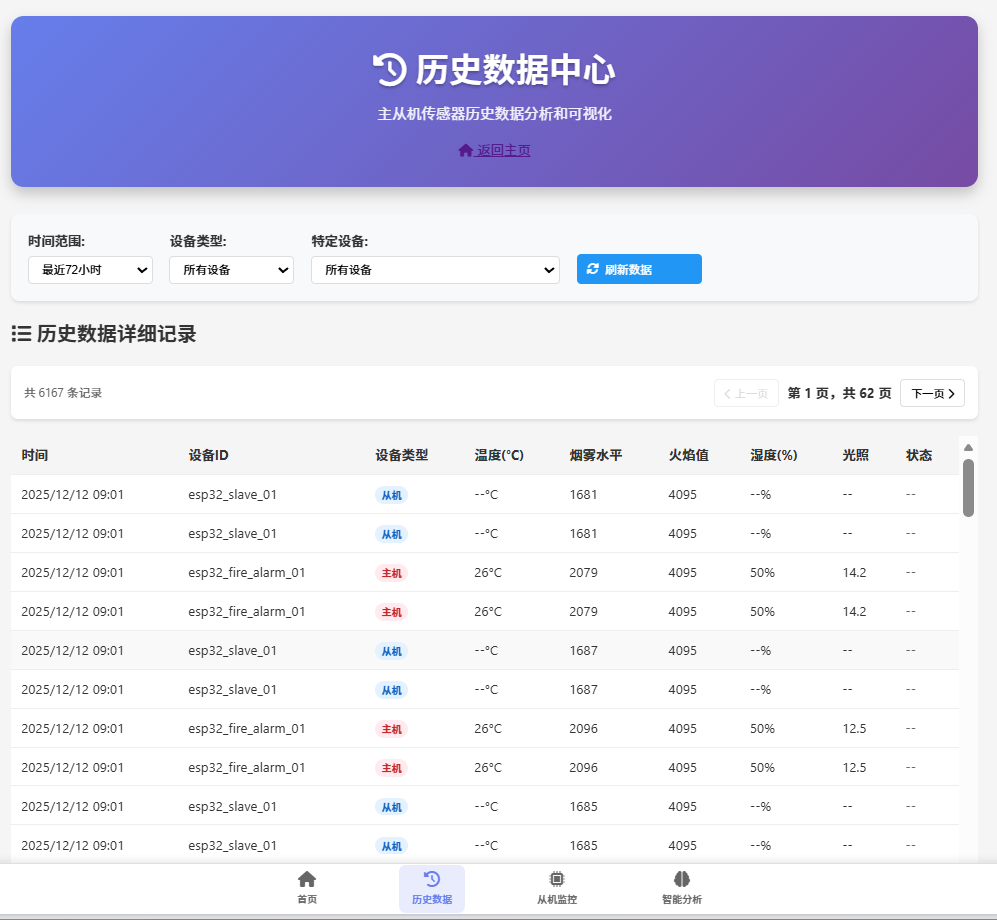 历史数据中心
主从机传感器历史数据分析和可视化
返回主页
时间范围: 设备类型: 特定设备:
最近72小时 所有设备 所有设备 刷新数据
历史数据详细记录
共 6167 条记录 上一页 第 1 页，共 62 页 下一页
时间 设备ID 设备类型 温度(°C) 烟雾水平 火焰值 湿度(%) 光照 状态
2025/12/12 09:01 esp32_slave_01 从机 --°C 1681 4095 --% -- --
2025/12/12 09:01 esp32_slave_01 从机 --°C 1681 4095 --% -- --
2025/12/12 09:01 esp32_fire_alarm_01 主机 26°C 2079 4095 50% 14.2 --
2025/12/12 09:01 esp32_fire_alarm_01 主机 26°C 2079 4095 50% 14.2 --
2025/12/12 09:01 esp32_slave_01 从机 --°C 1687 4095 --% -- --
2025/12/12 09:01 esp32_slave_01 从机 --°C 1687 4095 --% -- --
2025/12/12 09:01 esp32_fire_alarm_01 主机 26°C 2096 4095 50% 12.5 --
2025/12/12 09:01 esp32_fire_alarm_01 主机 26°C 2096 4095 50% 12.5 --
2025/12/12 09:01 esp32_slave_01 从机 --°C 1685 4095 --% -- --
2025/12/12 09:01 esp32_slave_01 从机 --°C 1685 4095 --% -- --
首页 历史数据 从机监控 智能分析